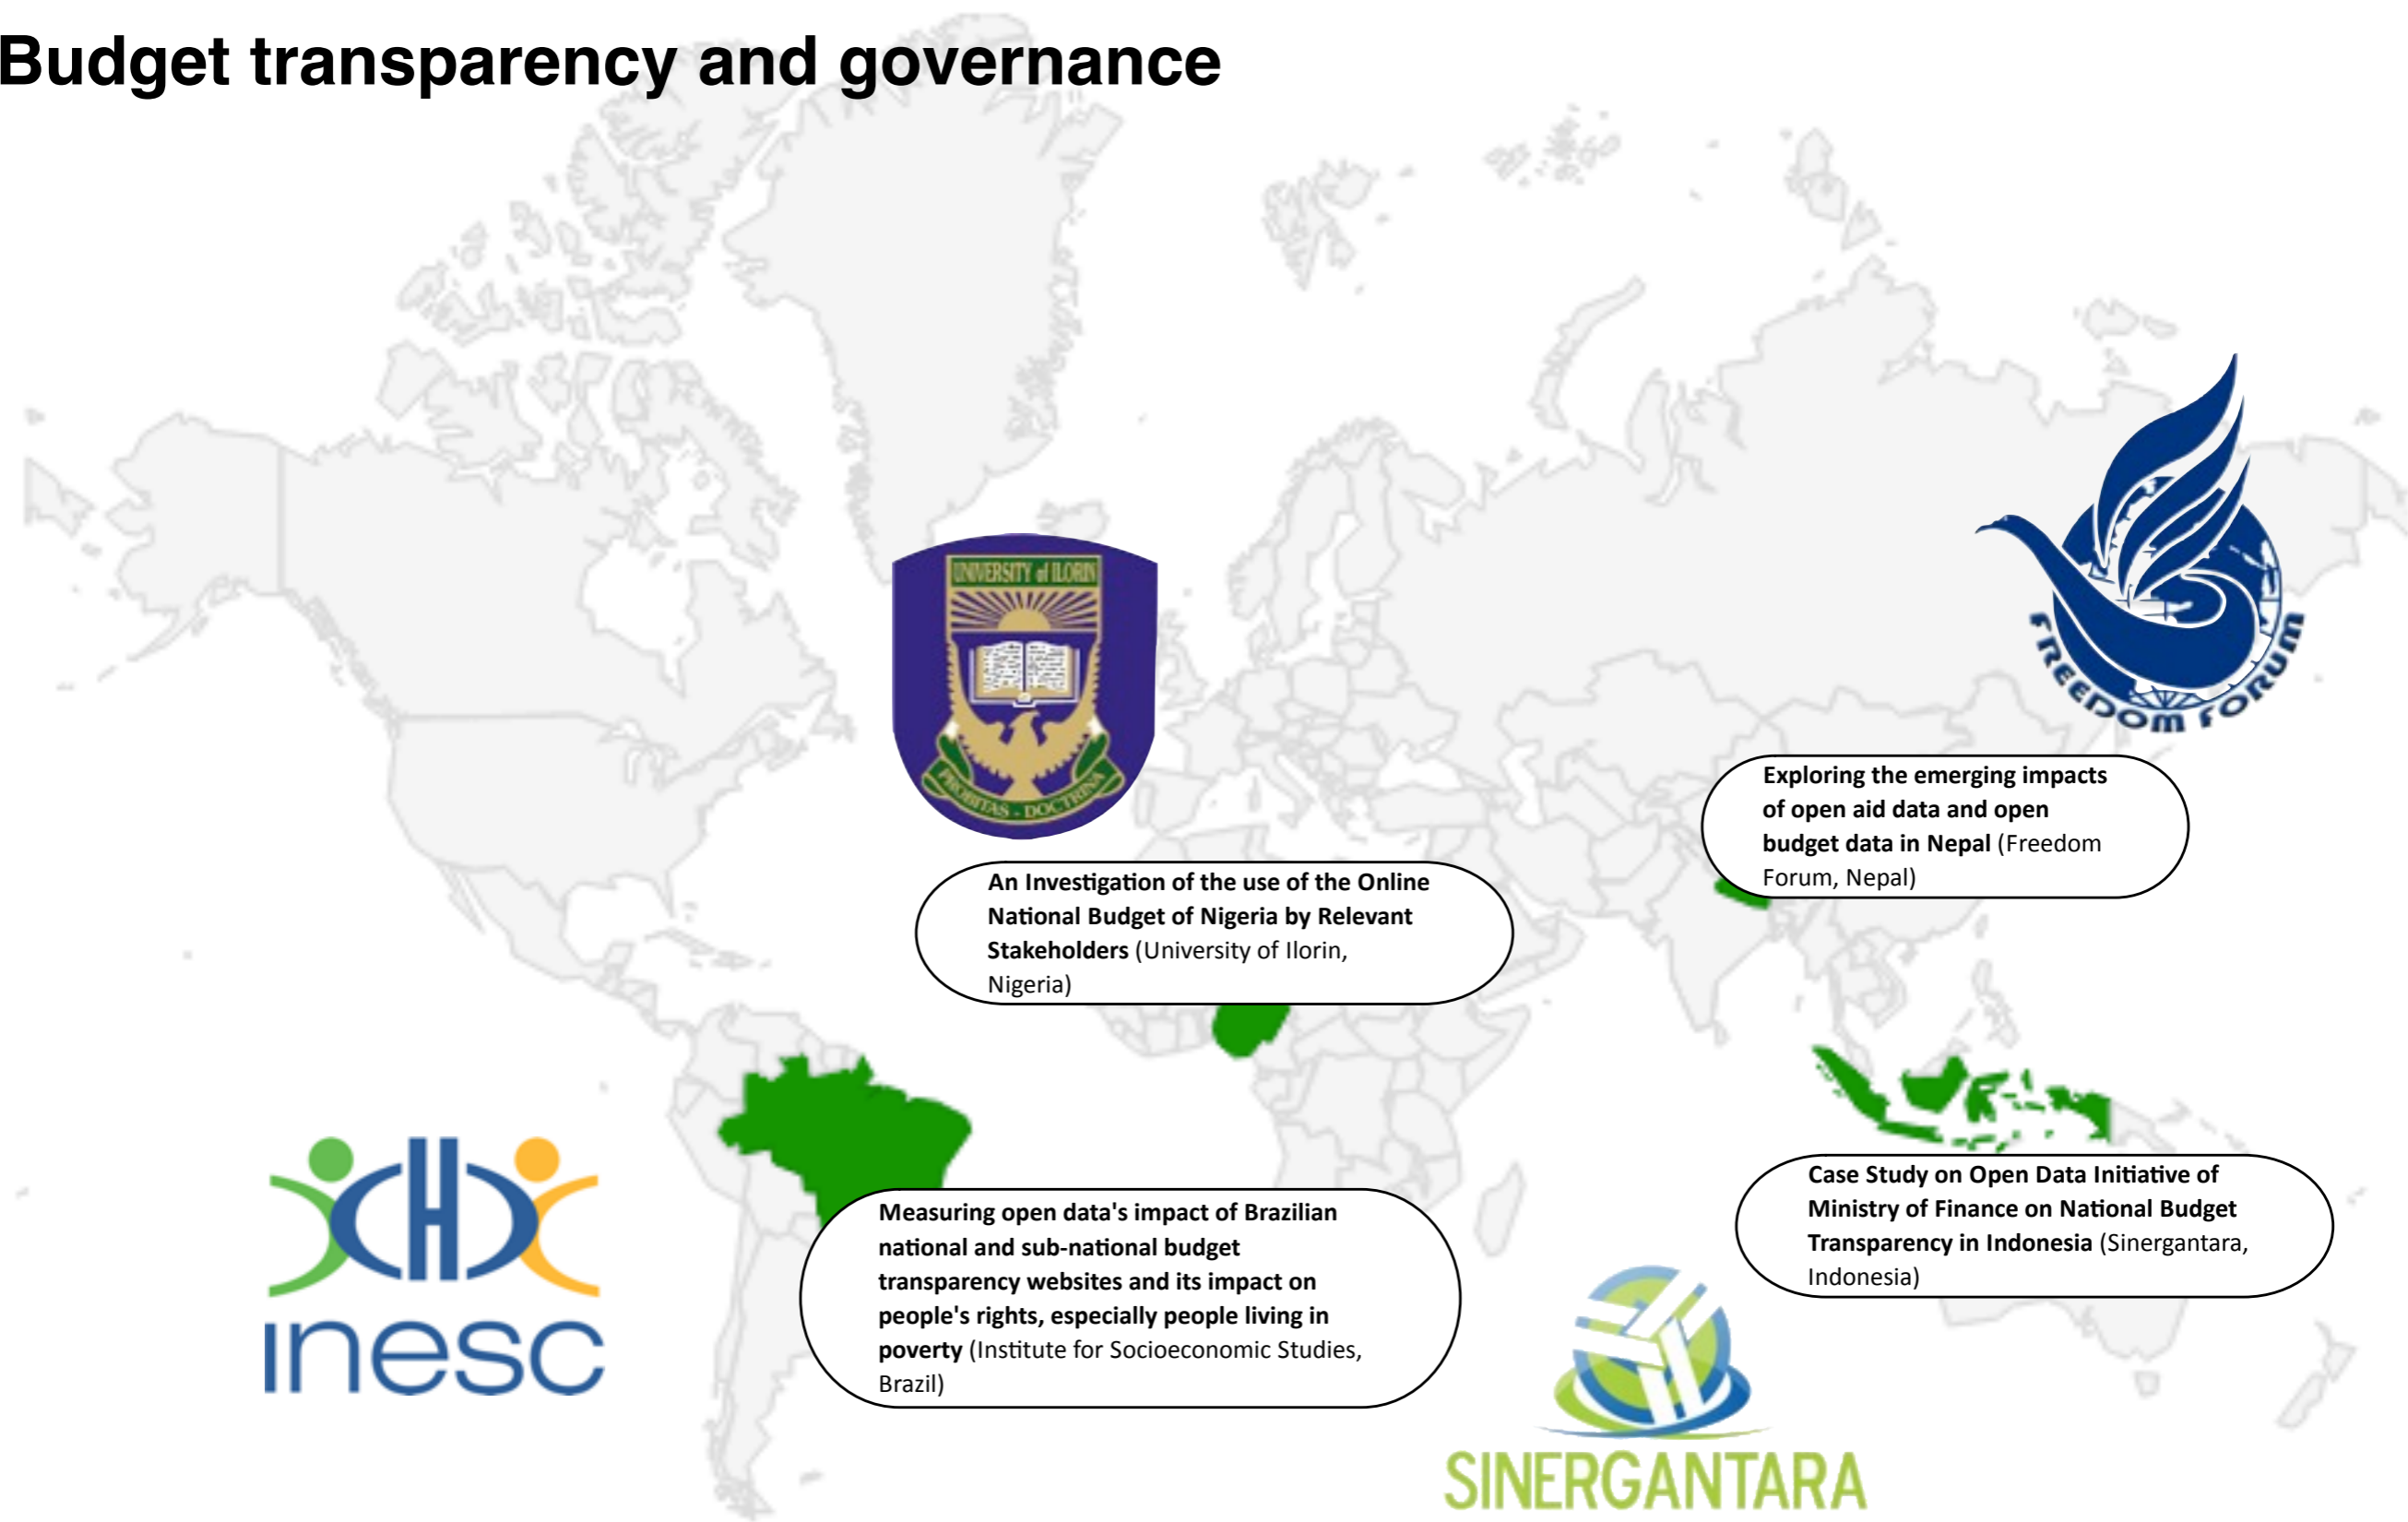 Budget transparency and governance
UNIVERSITY of ILORIN
PROBITAS - DOCTRINA
FREEDOM FORUM
Exploring the emerging impacts
of open aid data and open
budget data in Nepal (Freedom
Forum, Nepal)
An Investigation of the use of the Online
National Budget of Nigeria by Relevant
Stakeholders (University of Ilorin,
Nigeria)
Case Study on Open Data Initiative of
Ministry of Finance on National Budget
Transparency in Indonesia (Sinergantara,
Indonesia)
Measuring open data's impact of Brazilian
national and sub-national budget
transparency websites and its impact on
people's rights, especially people living in
poverty (Institute for Socioeconomic Studies,
Brazil)
inesc
SINERGANTARA